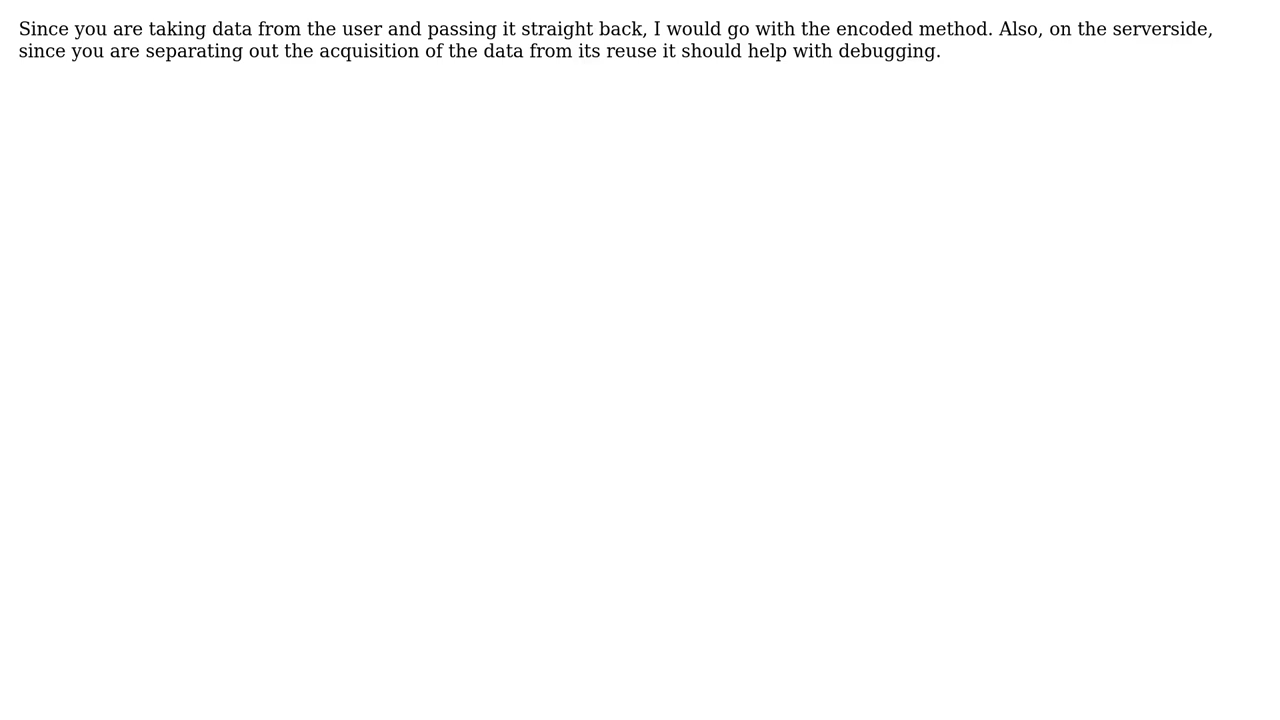 Since you are taking data from the user and passing it straight back, I would go with the encoded method. Also, on the serverside,
since you are separating out the acquisition of the data from its reuse it should help with debugging.